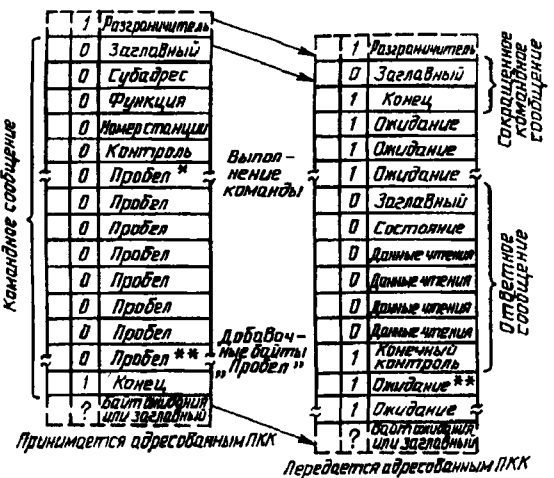 1 Разграничитель
0 Заглавный
0 Субадрес
0 Функция
0 Номер станции
0 Контроль
0 Пробел *
0 Пробел
0 Пробел
0 Пробел
0 Пробел
0 Пробел
0 Пробел
0 Пробел **
1 Конец
? Байт ожидания
или заглавный
Командное сообщение
Принимается адресованным ПКК
Выпол-
нение
команды
Добавоч-
ные байты
„Пробел"
1 Разграничитель
0 Заглавный
1 Конец
1 Ожидание
1 Ожидание
1 Ожидание
0 Заглавный
0 Состояние
0 Данные чтения
0 Данные чтения
0 Данные чтения
0 Данные чтения
1 Конечный
контроль
1 Ожидание **
1 Ожидание
? Байт ожидания
или заглавный
Сокращенное
командное
сообщение
Ответное
сообщение
Передается адресованным ПКК